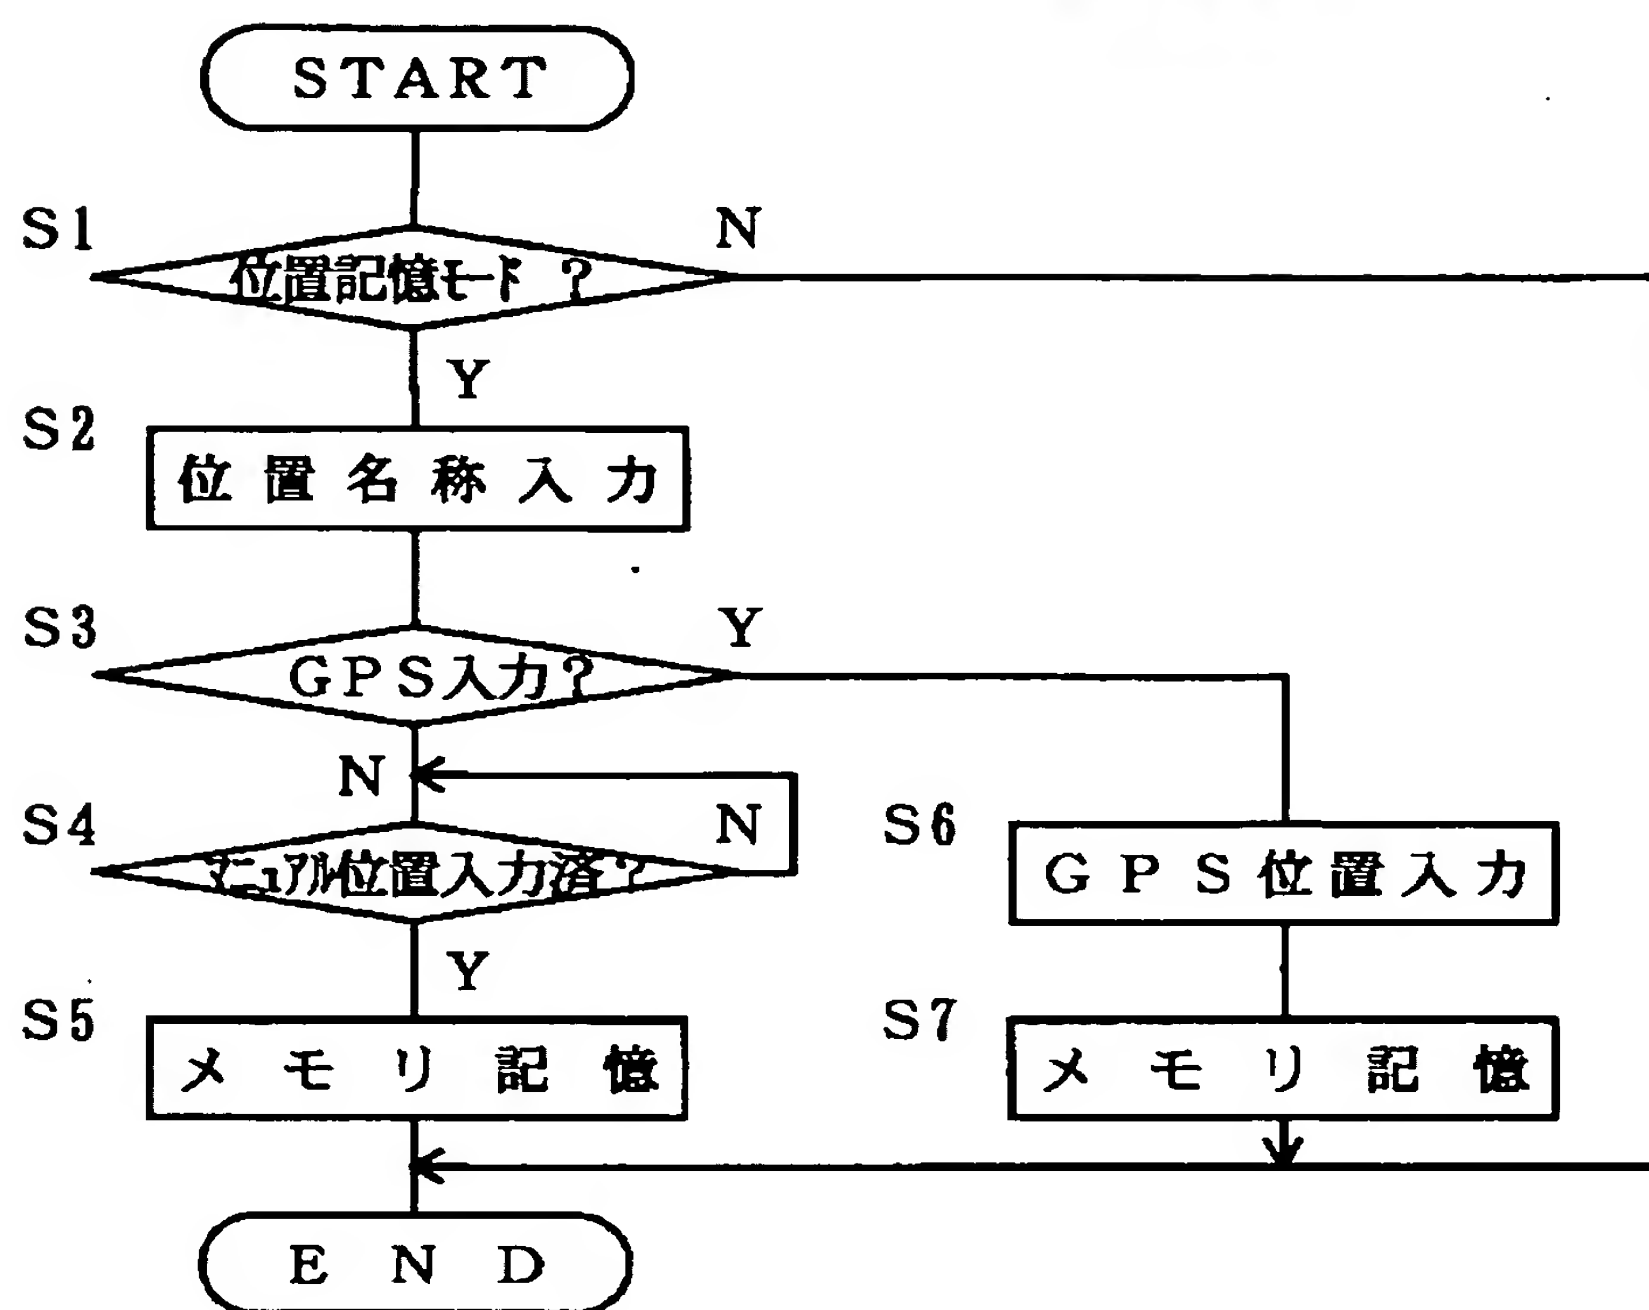 START
S1
N
位置記憶モード?
Y
S2
位置名称入力
S3
Y
GPS入力?
N
S4
N
マニュアル位置入力済?
S6
GPS位置入力
Y
S5
メモリ記憶
S7
メモリ記憶
END